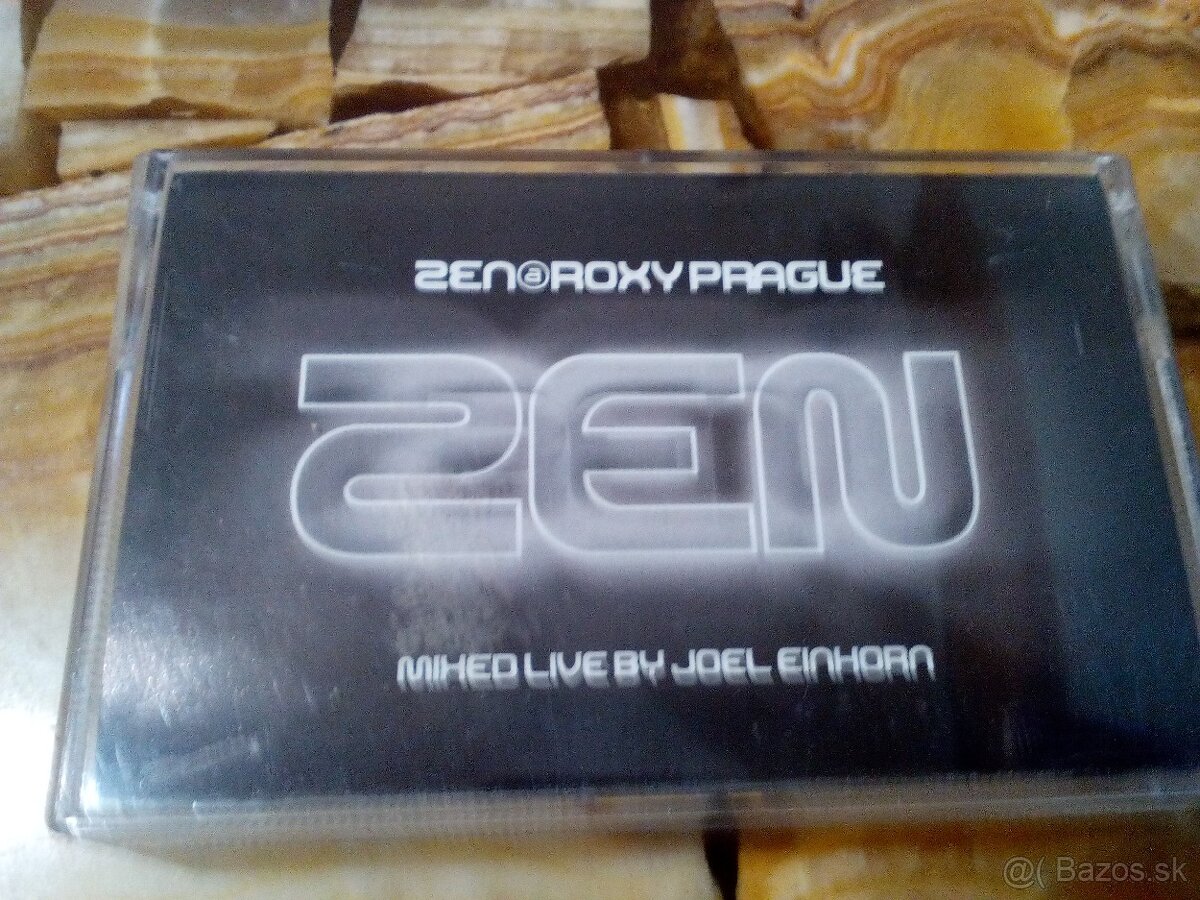 ZEN@ROXY PRAGUE
ZEN
MIXED LIVE BY JOEL EINHORN
@( Bazos.sk